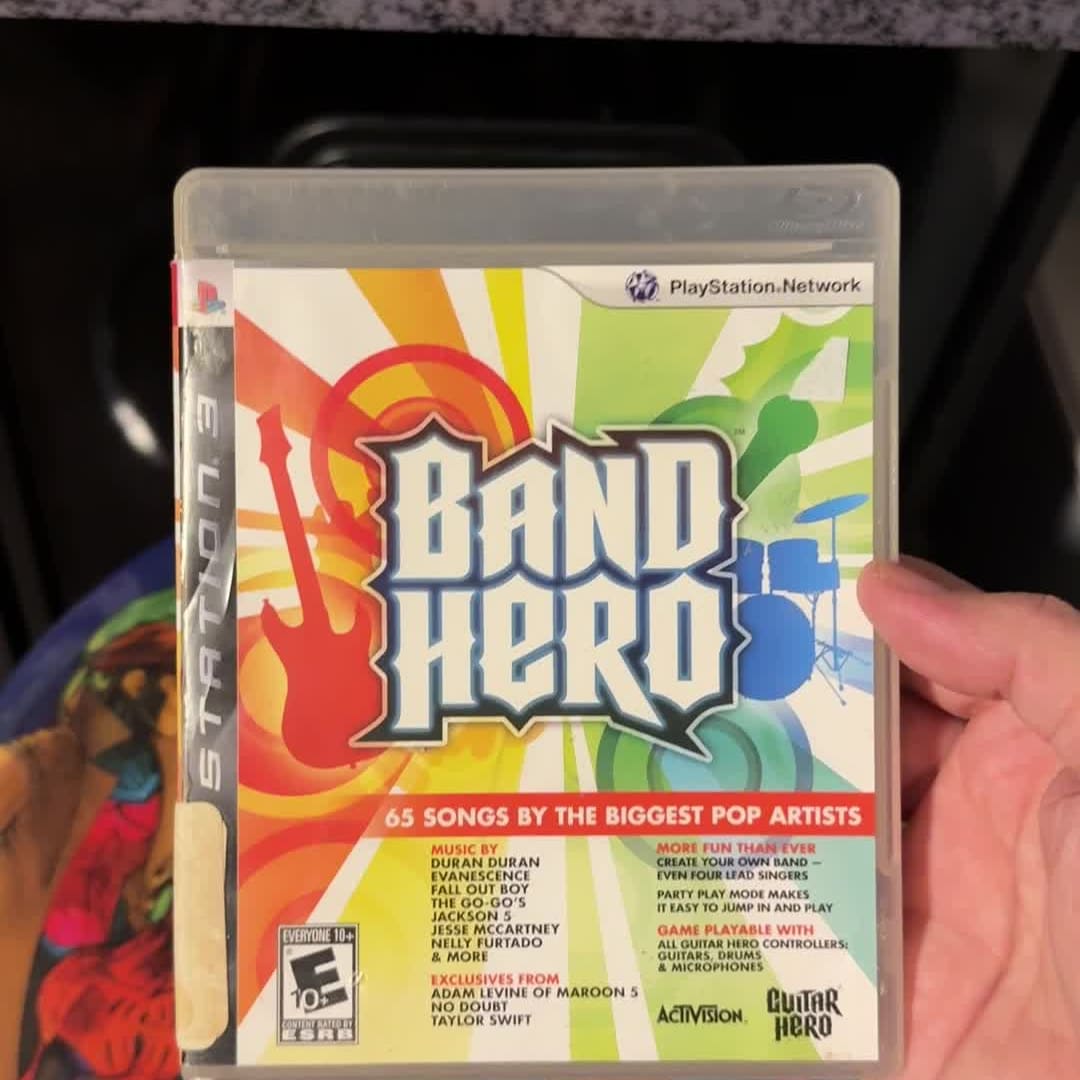 PlayStation®Network
STATION 3
BAND
HERO
™
65 SONGS BY THE BIGGEST POP ARTISTS
MUSIC BY
DURAN DURAN
EVANESCENCE
FALL OUT BOY
THE GO-GO'S
JACKSON 5
JESSE MCCARTNEY
NELLY FURTADO
& MORE
EXCLUSIVES FROM
ADAM LEVINE OF MAROON 5
NO DOUBT
TAYLOR SWIFT
MORE FUN THAN EVER
CREATE YOUR OWN BAND —
EVEN FOUR LEAD SINGERS
PARTY PLAY MODE MAKES
IT EASY TO JUMP IN AND PLAY
GAME PLAYABLE WITH
ALL GUITAR HERO CONTROLLERS:
GUITARS, DRUMS
& MICROPHONES
EVERYONE 10+
E
10+
CONTENT RATED BY
ESRB
ACTIVISION.
GUITAR
HERO